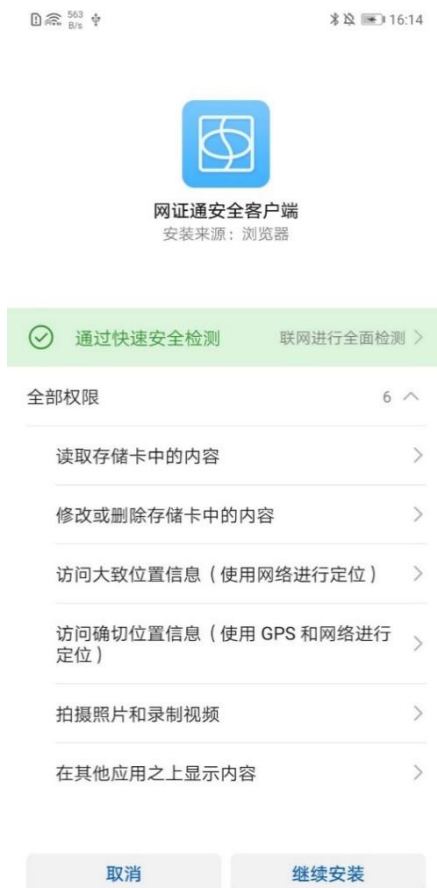 563
B/s
16:14
网证通安全客户端
安装来源：浏览器
通过快速安全检测
联网进行全面检测
全部权限
6
读取存储卡中的内容
修改或删除存储卡中的内容
访问大致位置信息（使用网络进行定位）
访问确切位置信息（使用 GPS 和网络进行
定位）
拍摄照片和录制视频
在其他应用之上显示内容
取消
继续安装